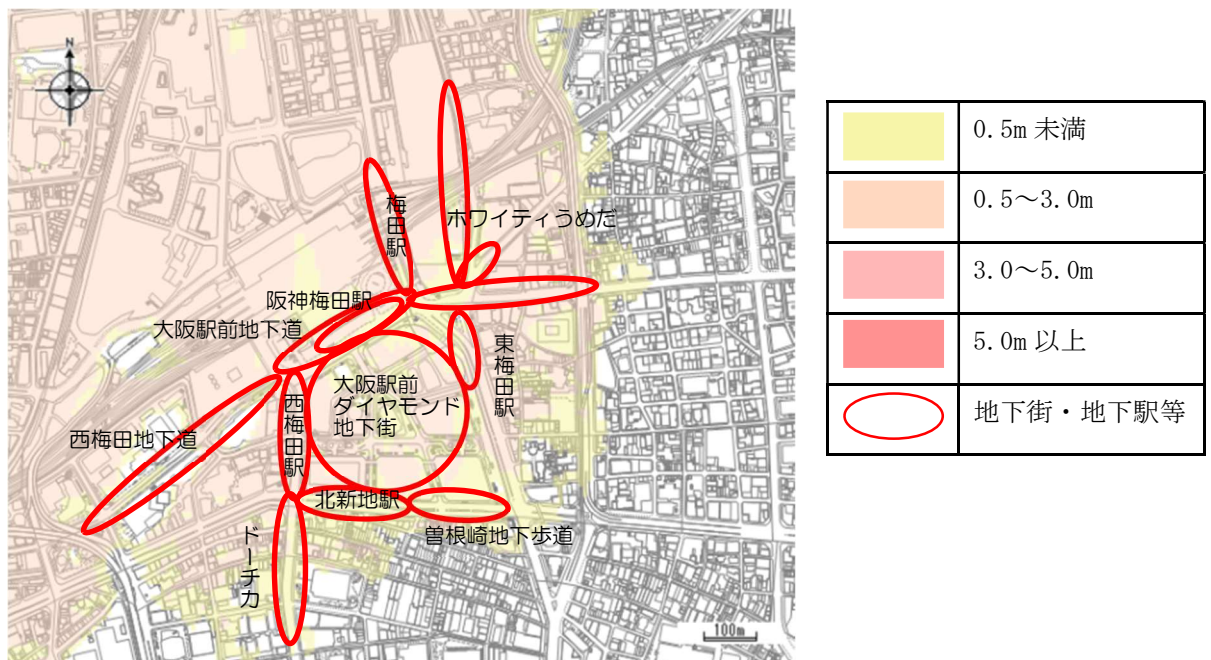 N
梅田駅
ホワイティうめだ
阪神梅田駅
大阪駅前地下道
東梅田駅
大阪駅前
ダイヤモンド
地下街
西梅田駅
西梅田地下道
北新地駅
曽根崎地下歩道
ドーチカ
100m
0.5m 未満
0.5～3.0m
3.0～5.0m
5.0m 以上
地下街・地下駅等